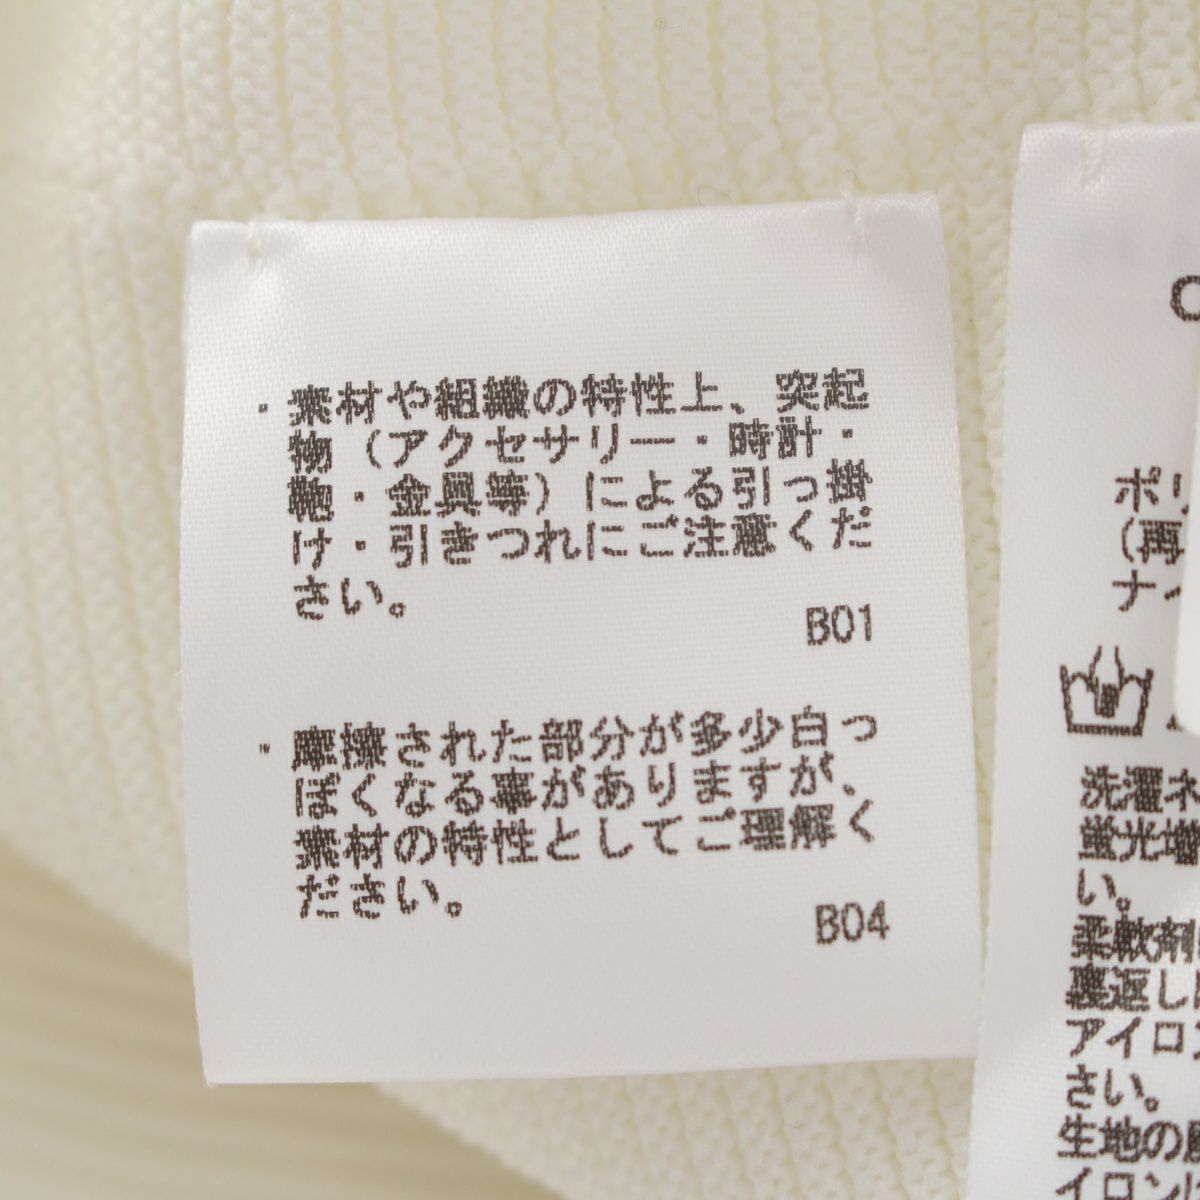 ・素材や組織の特性上、突起
物（アクセサリー・時計・
鞄・金具等）による引っ掛
け・引きつれにご注意くだ
さい。
B01
・摩擦された部分が多少白っ
ぽくなる事がありますが、
素材の特性としてご理解く
ださい。
B04
ポ
（再
ナイ
洗濯ネ
蛍光増
い。
柔軟剤
裏返し
アイロン
さい。
生地の
イロン